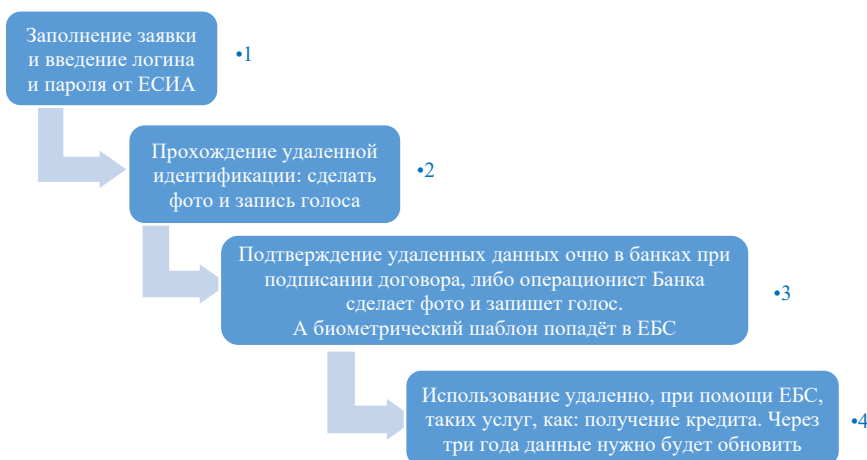 Заполнение заявки
и введение логина
и пароля от ЕСИА
•1
Прохождение удаленной
идентификации: сделать
фото и запись голоса
•2
Подтверждение удаленных данных очно в банках при
подписании договора, либо операционист Банка
сделает фото и запишет голос.
А биометрический шаблон попадёт в ЕБС
•3
Использование удаленно, при помощи ЕБС,
таких услуг, как: получение кредита. Через
три года данные нужно будет обновить
•4